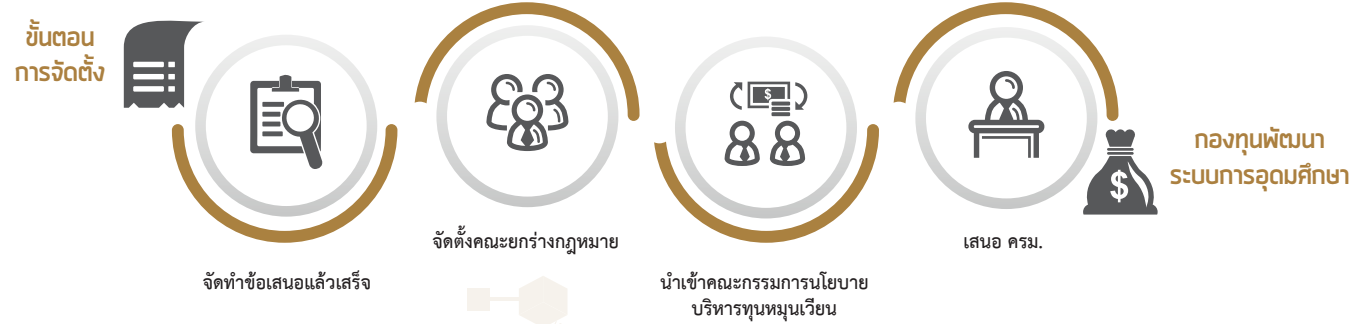 ขั้นตอน
การจัดตั้ง
จัดทำข้อเสนอแล้วเสร็จ
จัดตั้งคณะยกร่างกฎหมาย
$
นำเข้าคณะกรรมการนโยบาย
บริหารทุนหมุนเวียน
เสนอ ครม.
$
กองทุนพัฒนา
ระบบการอุดมศึกษา